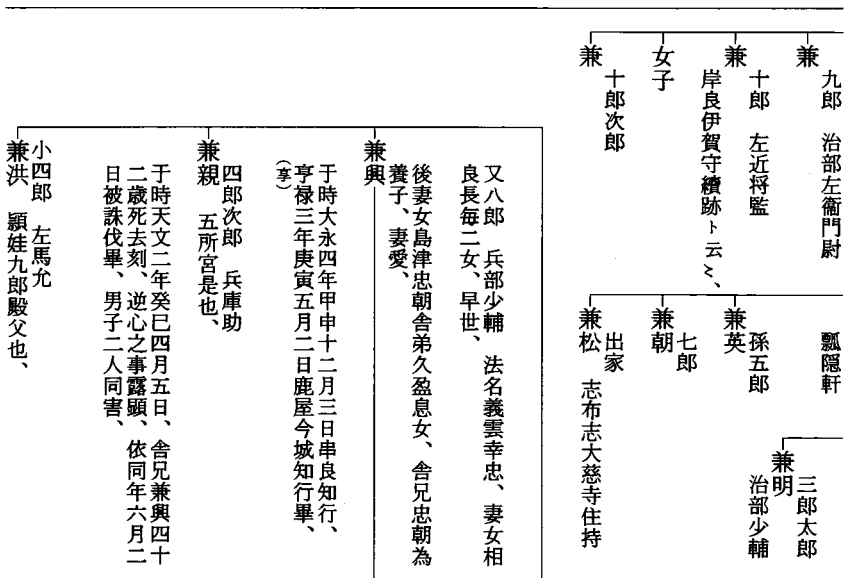 九郎　治部左衞門尉
兼
十郎　左近将監
兼
岸良伊賀守續跡ト云〻、
女子
十郎次郎
兼
瓢隠軒
三郎太郎
兼明
治部少輔
孫五郎
兼英
七郎
兼朝
出家　志布志大慈寺住持
兼松
又八郎　兵部少輔　法名義雲幸忠、妻女相
良長毎二女、早世、
後妻女島津忠朝舎弟久盈息女、舎兄忠朝為
養子、妻愛、
兼興
于時大永四年甲申十二月三日串良知行、
亨禄三年庚寅五月二日鹿屋今城知行畢、
（享）
四郎次郎　兵庫助
兼親　五所宮是也、
于時天文二年癸巳四月五日、舎兄兼興四十
二歳死去刻、逆心之事露顕、依同年六月二
日被誅伐畢、男子二人同害、
小四郎　左馬允
兼洪　頴娃九郎殿父也、